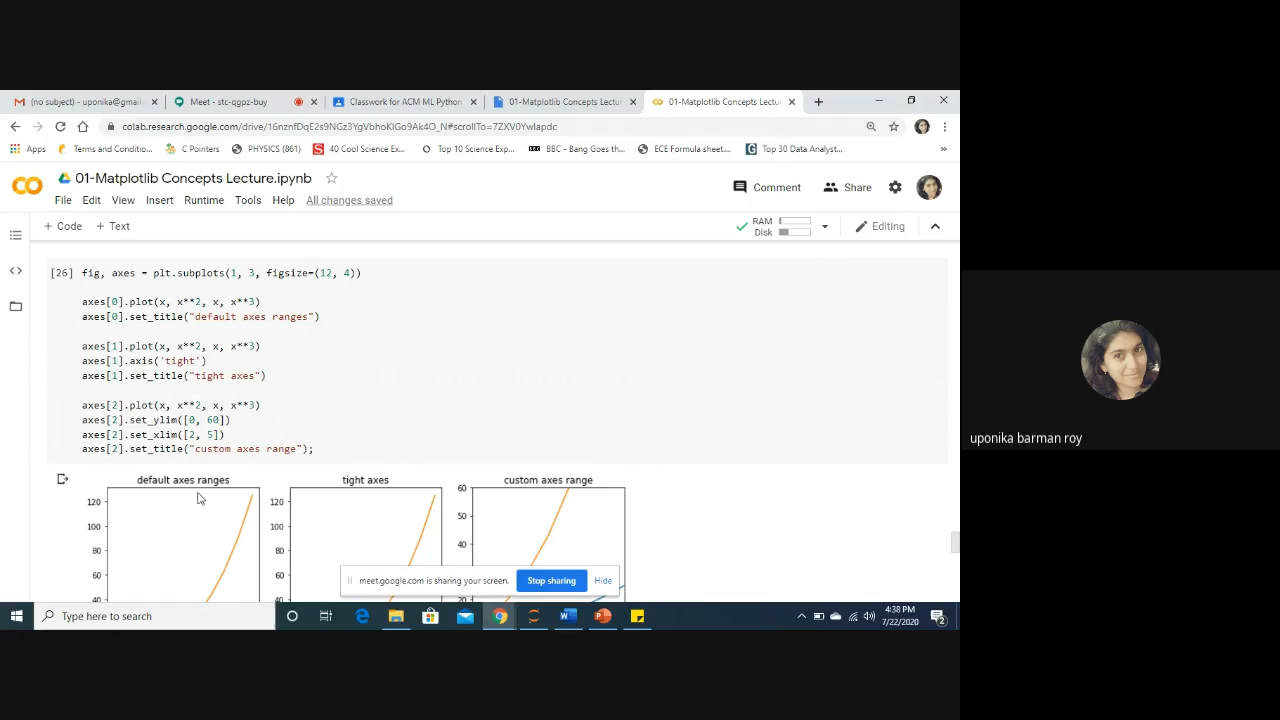 (no subject) - uponika@gmai
Meet - stc-qgpz-buy
Classwork for ACM ML Python
01-Matplotlib Concepts Lectu
01-Matplotlib Concepts Lectu
colab.research.google.com/drive/16nznfDqE2s9NGz3YgVbhoKIGo9Ak4O_N#scrollTo=7ZXV0Ywlapdc
Apps
Terms and Conditio...
C Pointers
PHYSICS (861)
40 Cool Science Ex...
Top 10 Science Exp...
BBC - Bang Goes th...
ECE Formula sheet....
Top 30 Data Analyst...
01-Matplotlib Concepts Lecture.ipynb
Comment
Share
File Edit View Insert Runtime Tools Help All changes saved
+ Code + Text
RAM
Disk
Editing
[26] fig, axes = plt.subplots(1, 3, figsize=(12, 4))
axes[0].plot(x, x**2, x, x**3)
axes[0].set_title("default axes ranges")
axes[1].plot(x, x**2, x, x**3)
axes[1].axis('tight')
axes[1].set_title("tight axes")
axes[2].plot(x, x**2, x, x**3)
axes[2].set_ylim([0, 60])
axes[2].set_xlim([2, 5])
axes[2].set_title("custom axes range");
default axes ranges
120
100
80
60
40
tight axes
120
100
80
60
40
custom axes range
60
50
40
20
meet.google.com is sharing your screen.
Stop sharing
Hide
Type here to search
4:38 PM
7/22/2020
2
uponika barman roy